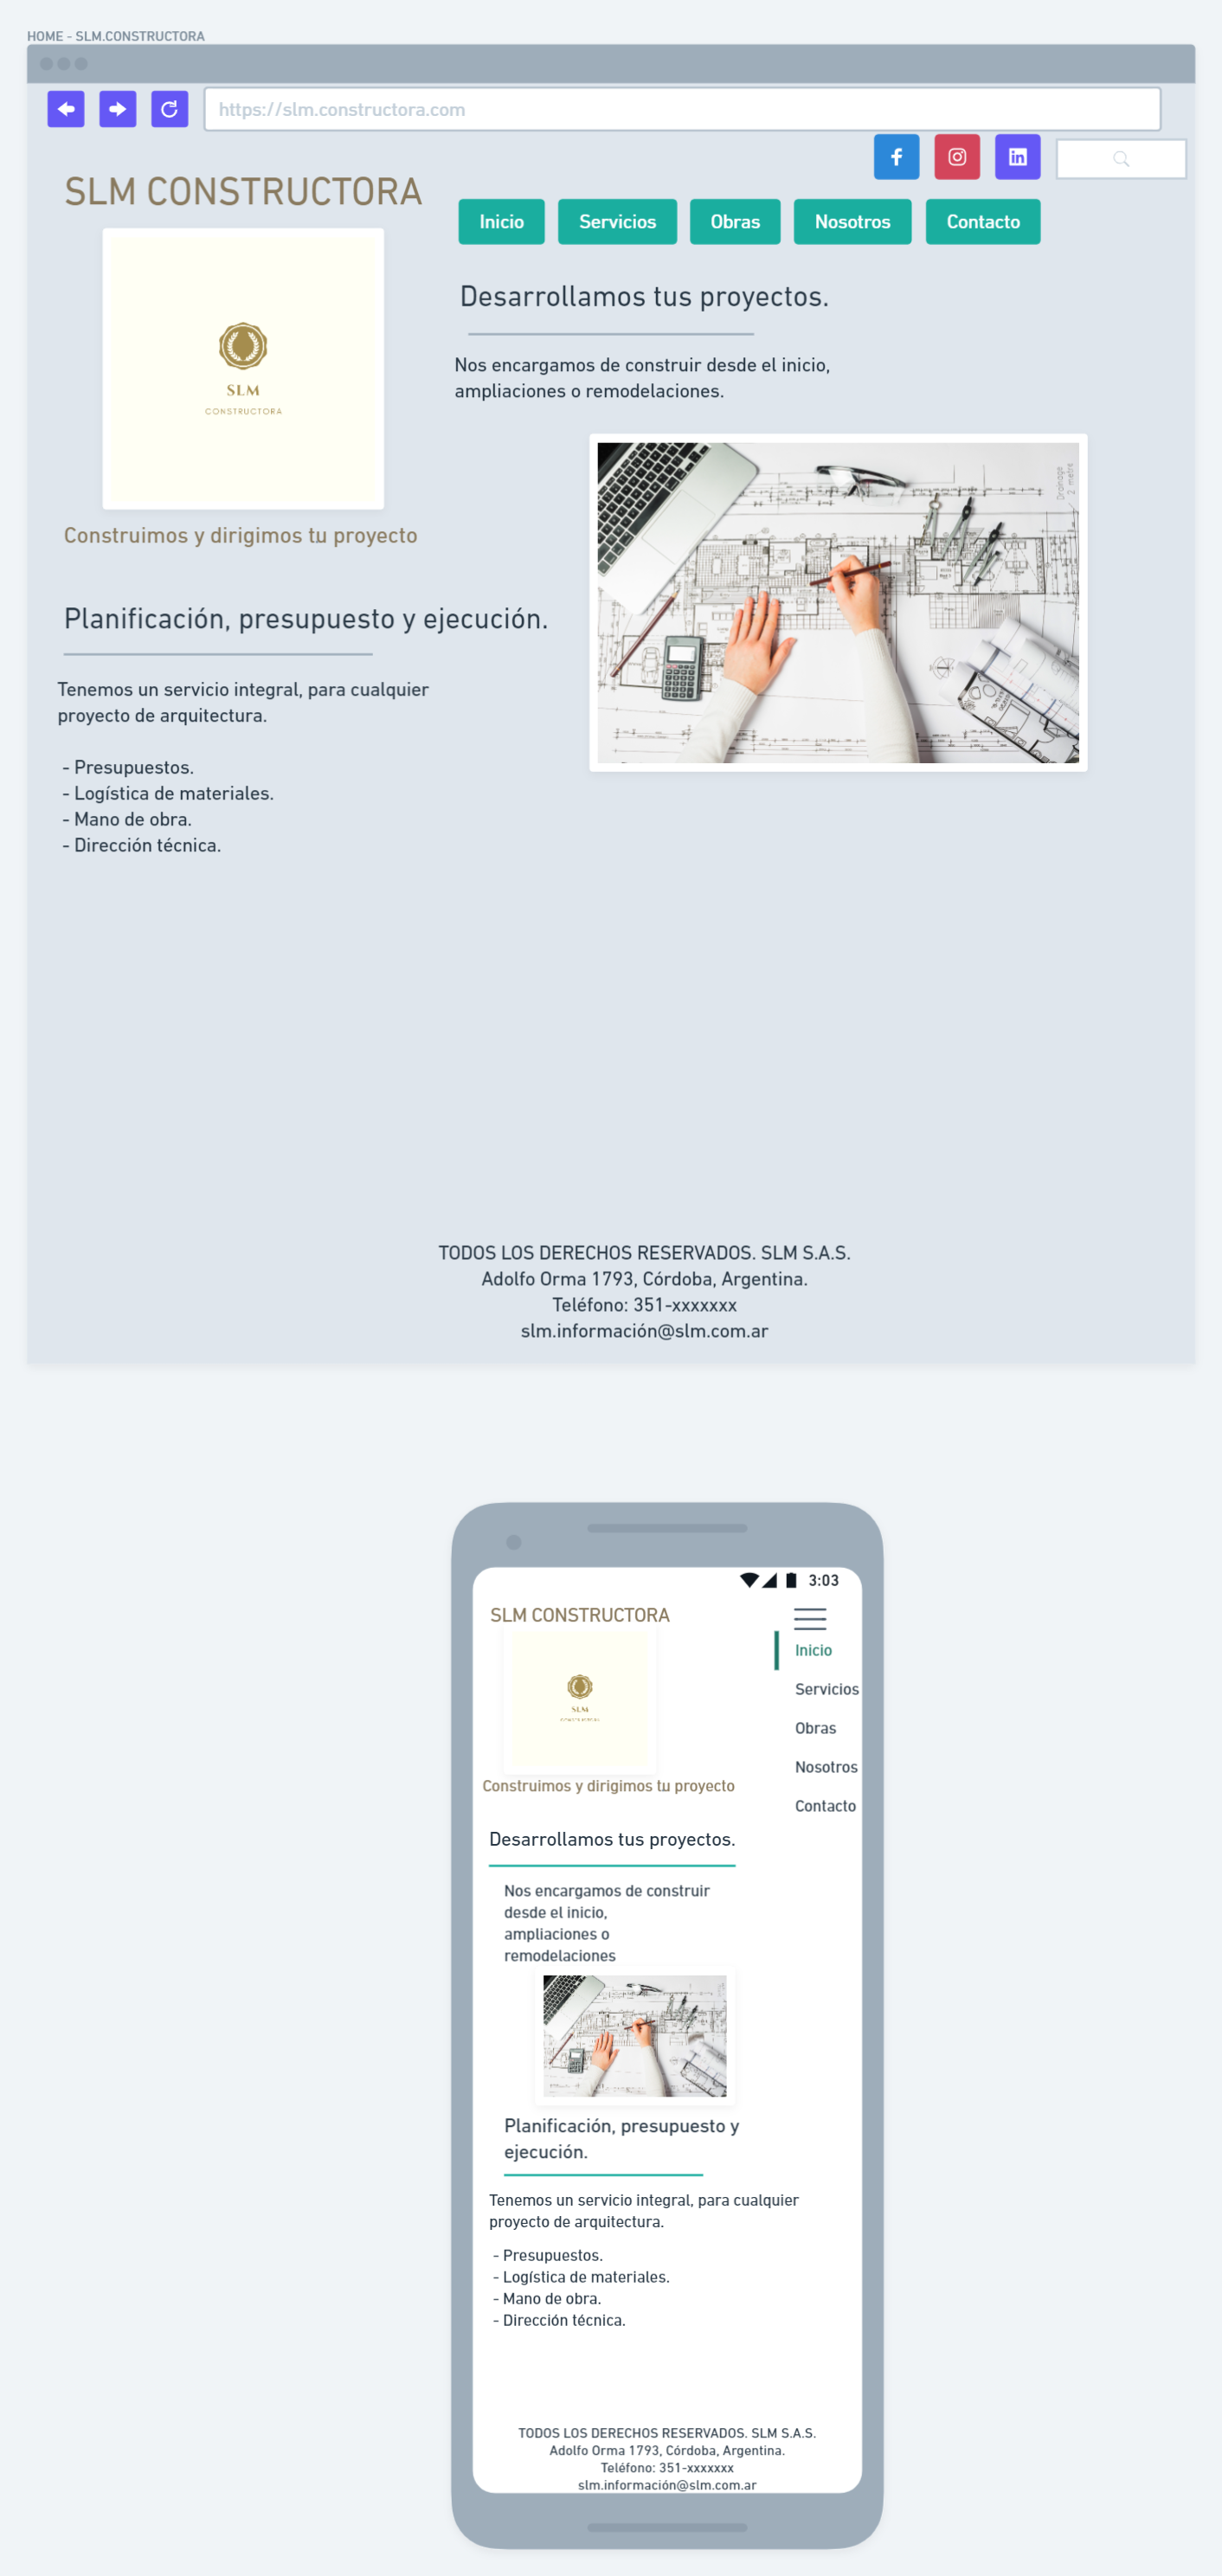 HOME - SLM.CONSTRUCTORA
https://slm.constructora.com
SLM CONSTRUCTORA
Inicio
Servicios
Obras
Nosotros
Contacto
SLM
CONSTRUCTORA
Construimos y dirigimos tu proyecto
Desarrollamos tus proyectos.
Nos encargamos de construir desde el inicio,
ampliaciones o remodelaciones.
Drainage
2 metre
Planificación, presupuesto y ejecución.
Tenemos un servicio integral, para cualquier
proyecto de arquitectura.
- Presupuestos.
- Logística de materiales.
- Mano de obra.
- Dirección técnica.
TODOS LOS DERECHOS RESERVADOS. SLM S.A.S.
Adolfo Orma 1793, Córdoba, Argentina.
Teléfono: 351-xxxxxxx
slm.información@slm.com.ar
3:03
SLM CONSTRUCTORA
SLM
CONSTRUCTORA
Construimos y dirigimos tu proyecto
Inicio
Servicios
Obras
Nosotros
Contacto
Desarrollamos tus proyectos.
Nos encargamos de construir
desde el inicio,
ampliaciones o
remodelaciones
Planificación, presupuesto y
ejecución.
Tenemos un servicio integral, para cualquier
proyecto de arquitectura.
- Presupuestos.
- Logística de materiales.
- Mano de obra.
- Dirección técnica.
TODOS LOS DERECHOS RESERVADOS. SLM S.A.S.
Adolfo Orma 1793, Córdoba, Argentina.
Teléfono: 351-xxxxxxx
slm.información@slm.com.ar